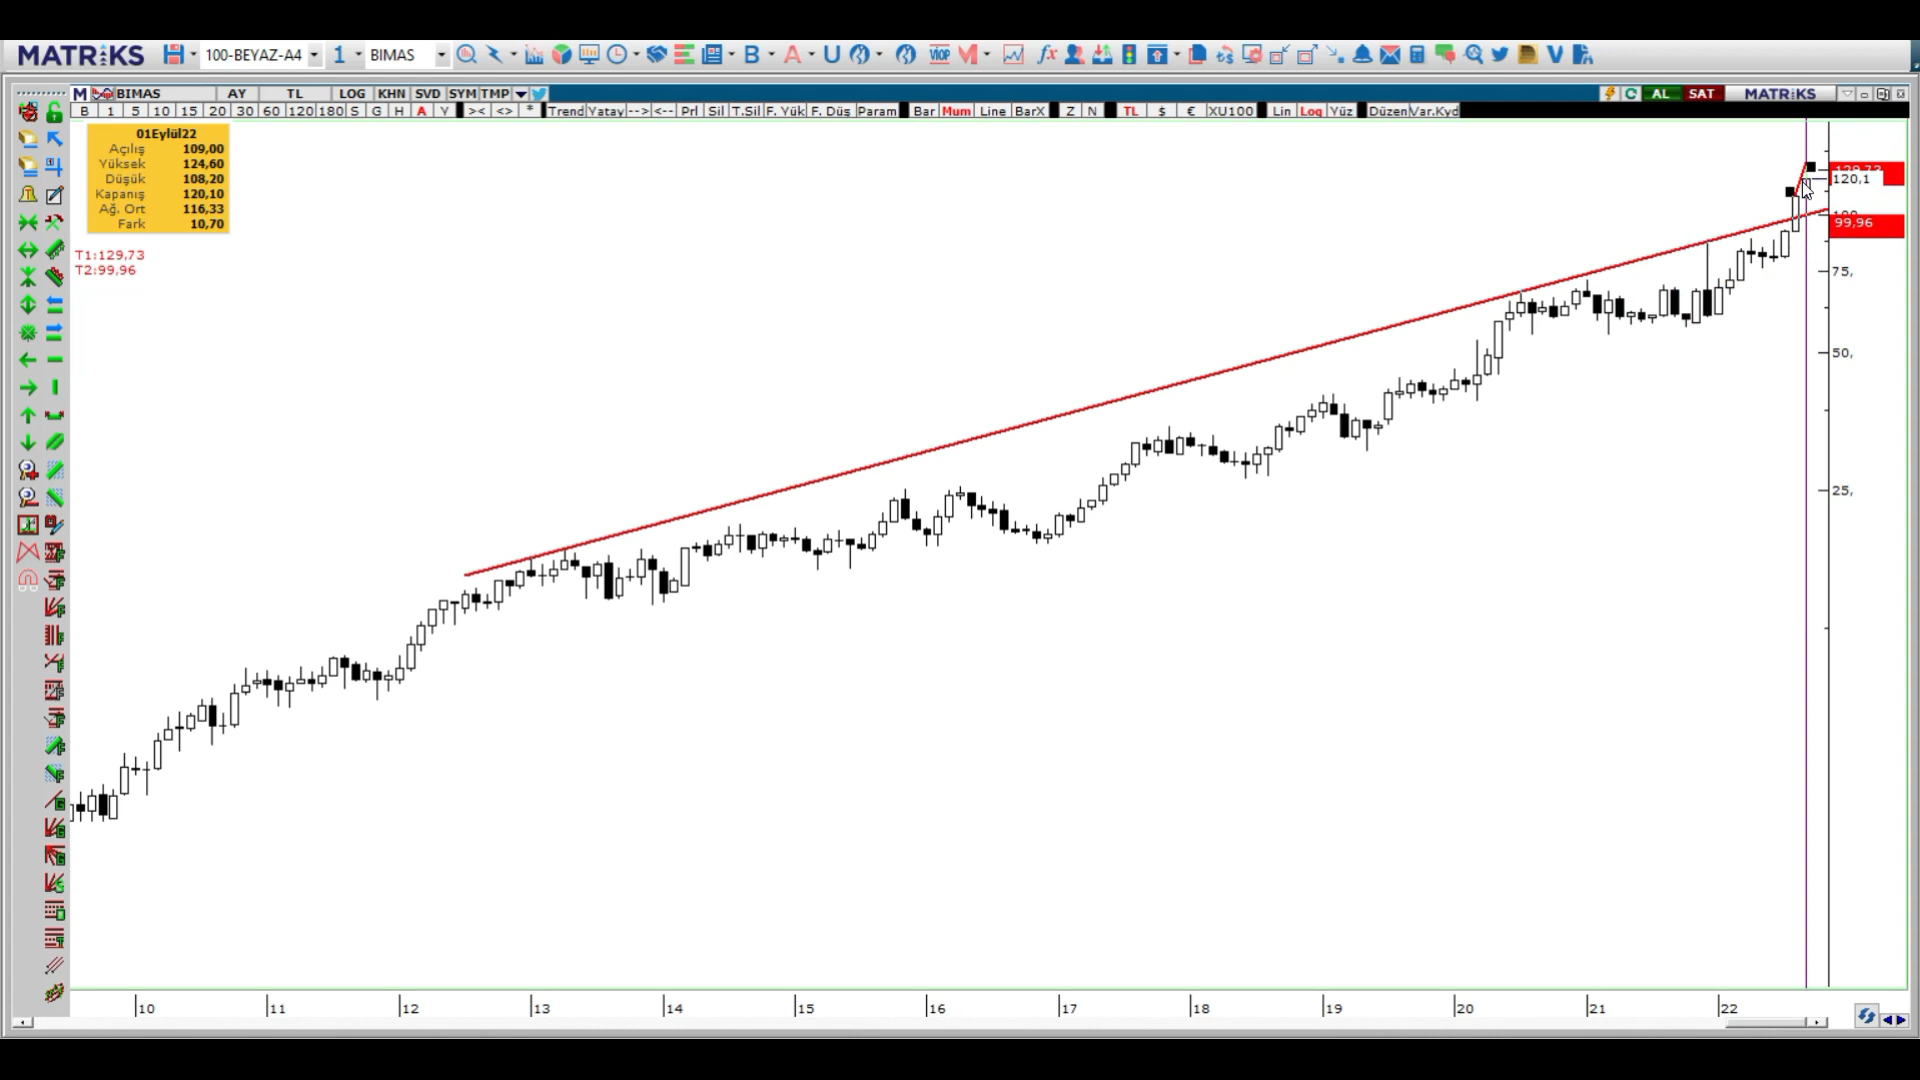 MATRİKS 100-BEYAZ-A4 1 BIMAS B A U VIOP M fx V
M BIMAS AY TL LOG KHN SVD SYM TMP AL SAT MATRİKS
B 1 5 10 15 20 30 60 120 180 S G H A Y >< <> * Trend Yatay --> <-- Prl Sil T.Sil F. Yük F. Düş Param Bar Mum Line BarX Z N TL $ € XU100 Lin Log Yüz Düzen Var.Kyd
01Eylül22
Açılış 109,00
Yüksek 124,60
Düşük 108,20
Kapanış 120,10
Ağ. Ort 116,33
Fark 10,70
T1:129,73
T2:99,96
120,1
99,96
75,
50,
25,
10 11 12 13 14 15 16 17 18 19 20 21 22